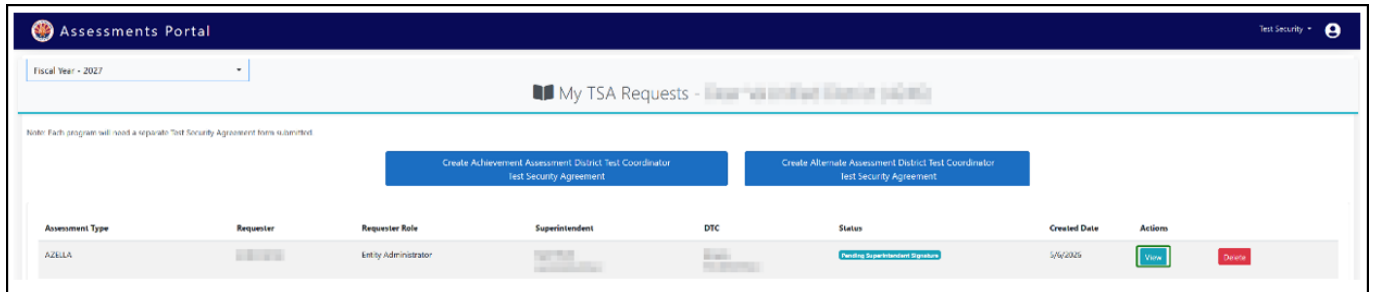 Assessments Portal
Test Security
Fiscal Year - 2027
My TSA Requests -
Note: Each program will need a separate Test Security Agreement form submitted
Create Achievement Assessment District Test Coordinator
Test Security Agreement
Create Alternate Assessment District Test Coordinator
Test Security Agreement
Assessment Type Requester Requester Role Superintendent DTC Status Created Date Actions
AZELLA Entity Administrator Pending Superintendent Signature 5/6/2026 View Delete